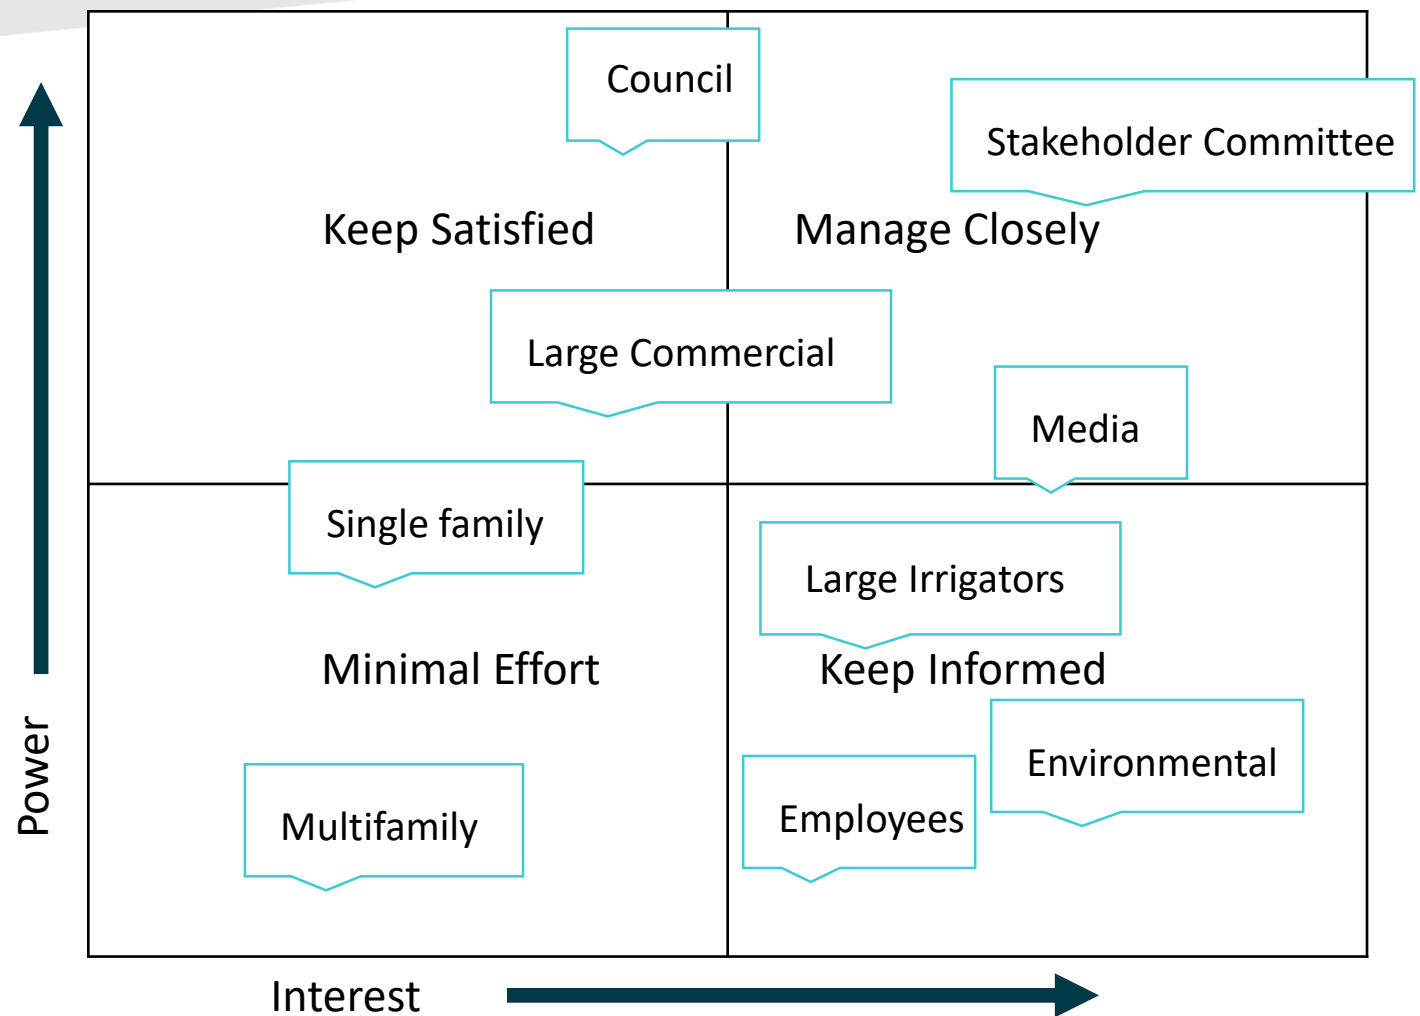 Council
Stakeholder Committee
Keep Satisfied
Manage Closely
Large Commercial
Media
Single family
Large Irrigators
Minimal Effort
Keep Informed
Environmental
Employees
Multifamily
Power
Interest